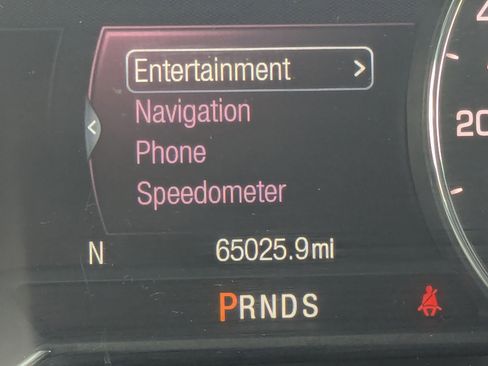 Entertainment >
Navigation
<
Phone
Speedometer
N 65025.9mi
PRNDS
20